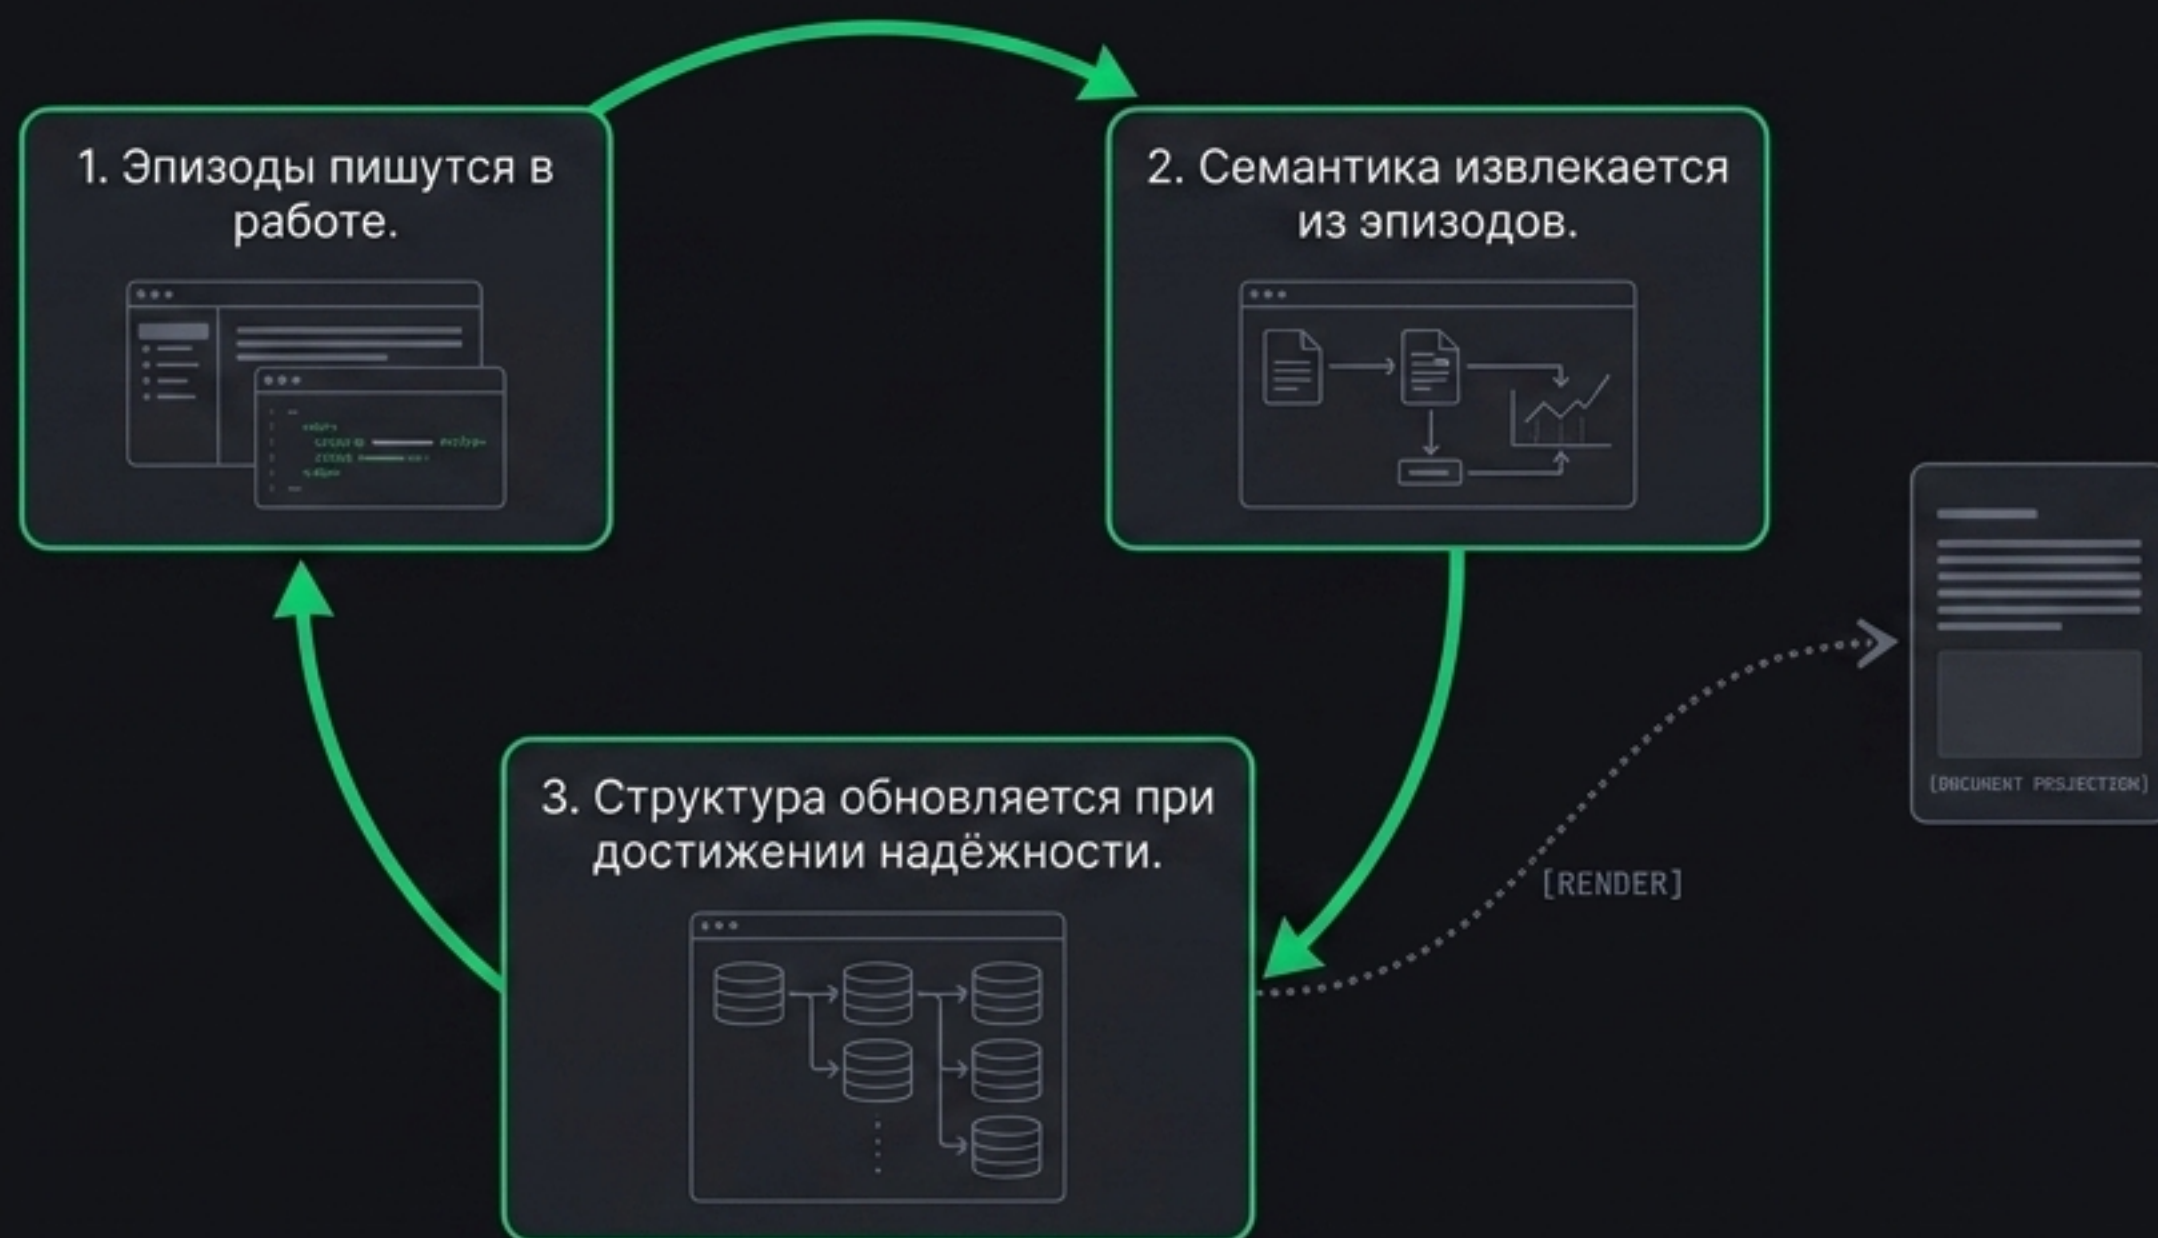 1. Эпизоды пишутся в
работе.
2. Семантика извлекается
из эпизодов.
3. Структура обновляется при
достижении надёжности.
[RENDER]